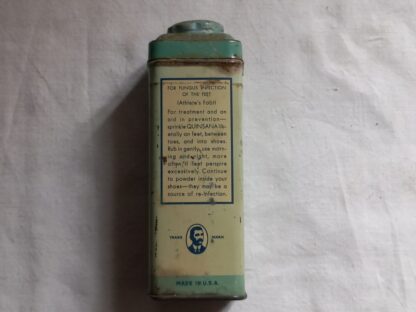 FOR FUNGUS INFECTION
OF THE FEET
(Athlete's Foot)
For treatment and an
aid in prevention—
sprinkle QUINSANA lib-
erally on feet, between
toes, and into shoes.
Rub in gently, use morn-
ing and night, more
often if feet perspire
excessively. Continue
to powder inside your
shoes—they may be a
source of re-infection.
TRADE MARK
MADE IN U.S.A.